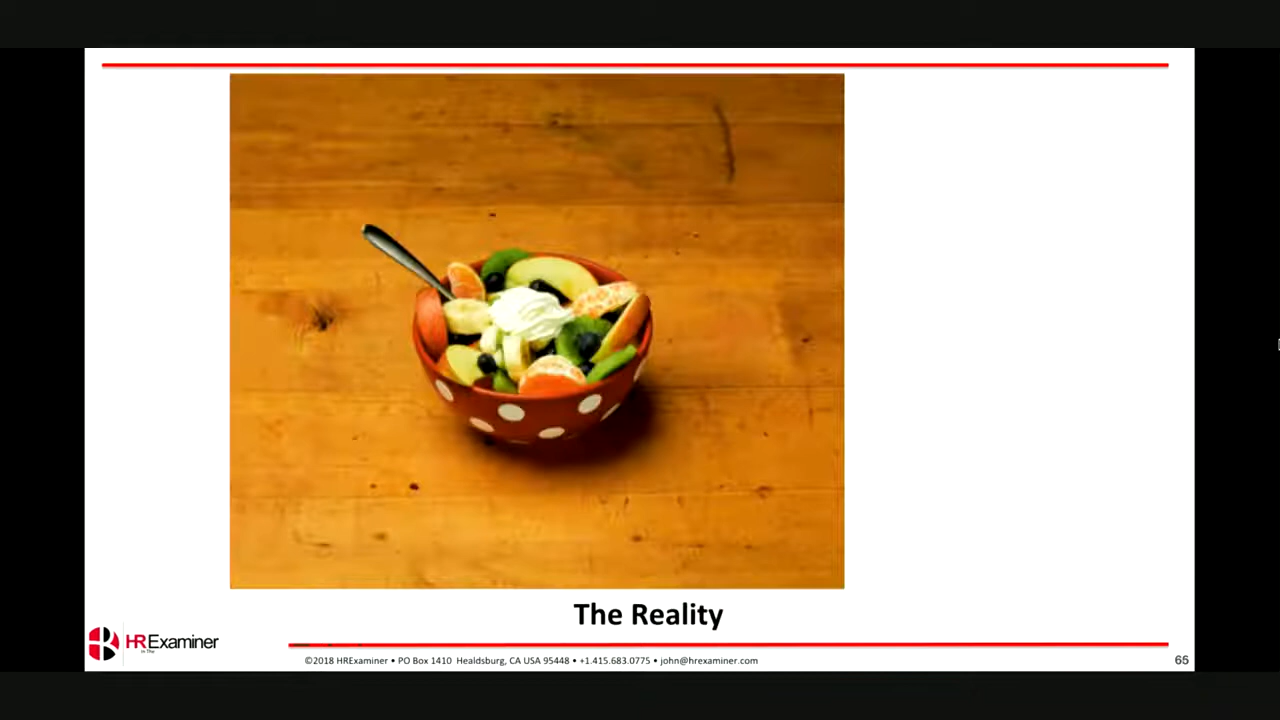 The Reality
HRExaminer
©2018 HRExaminer • PO Box 1410 Healdsburg, CA USA 95448 • +1.415.683.0775 • john@hrexaminer.com
65